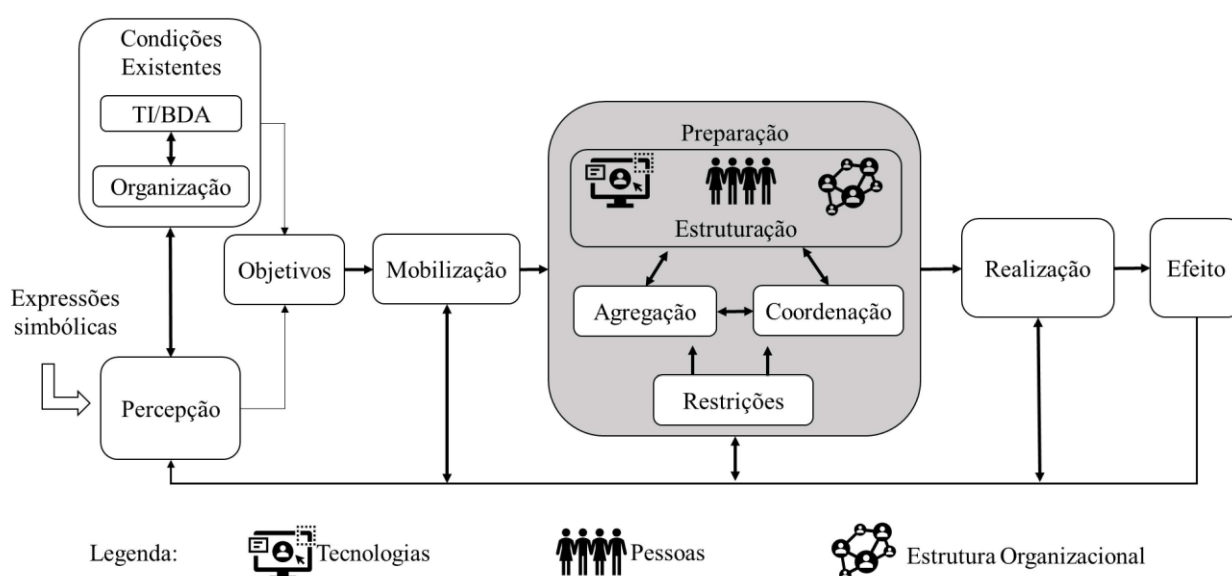 Condições
Existentes
TI/BDA
Organização
Expressões
simbólicas
Percepção
Objetivos
Mobilização
Preparação
Estruturação
Agregação
Coordenação
Restrições
Realização
Efeito
Legenda:
Tecnologias
Pessoas
Estrutura Organizacional